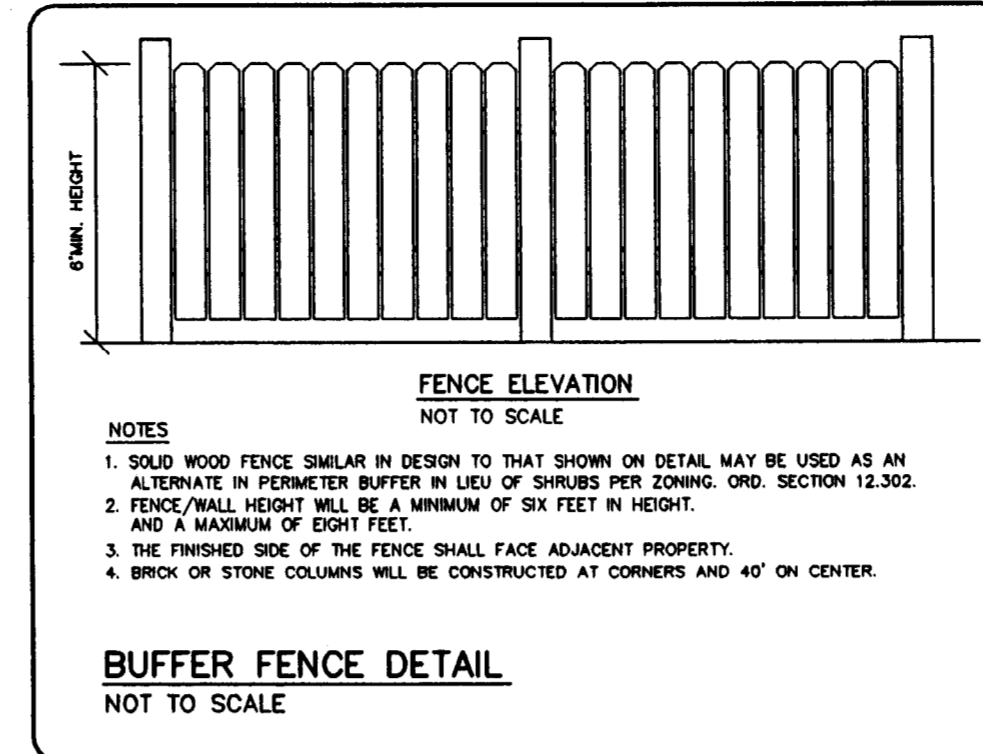 6"MIN. HEIGHT
FENCE ELEVATION
NOT TO SCALE
NOTES
1. SOLID WOOD FENCE SIMILAR IN DESIGN TO THAT SHOWN ON DETAIL MAY BE USED AS AN
ALTERNATE IN PERIMETER BUFFER IN LIEU OF SHRUBS PER ZONING. ORD. SECTION 12.302.
2. FENCE/WALL HEIGHT WILL BE A MINIMUM OF SIX FEET IN HEIGHT.
AND A MAXIMUM OF EIGHT FEET.
3. THE FINISHED SIDE OF THE FENCE SHALL FACE ADJACENT PROPERTY.
4. BRICK OR STONE COLUMNS WILL BE CONSTRUCTED AT CORNERS AND 40' ON CENTER.
BUFFER FENCE DETAIL
NOT TO SCALE